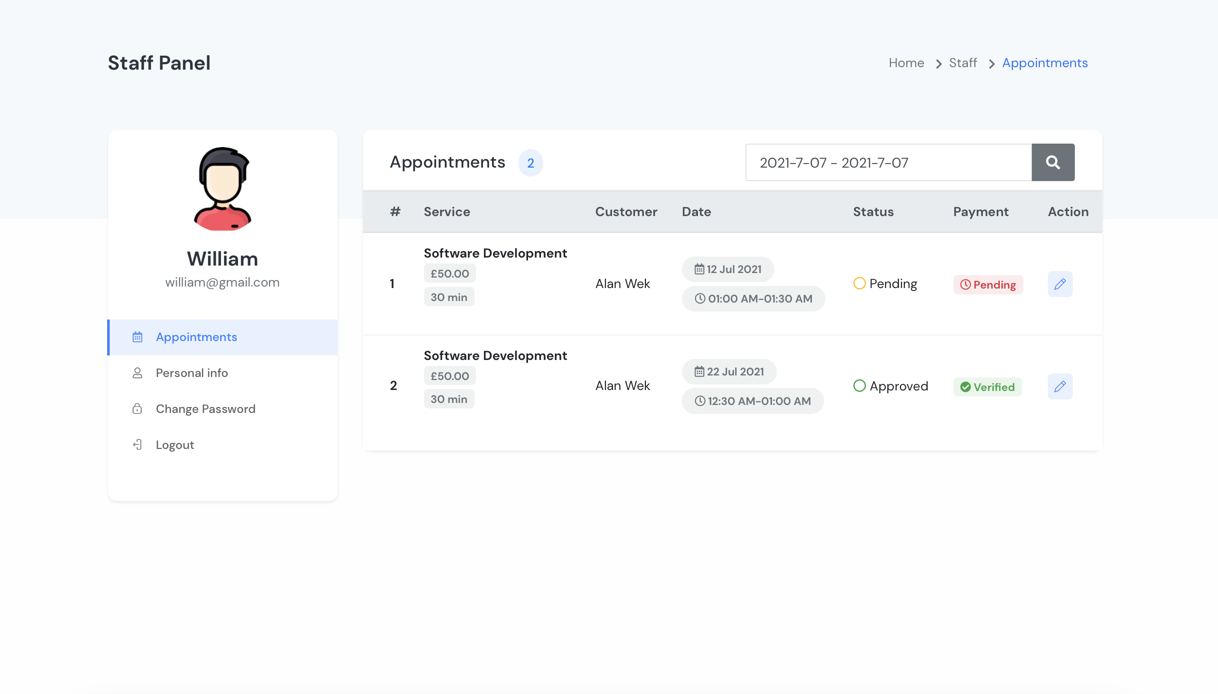 Staff Panel
Home > Staff > Appointments
William
william@gmail.com
Appointments
Personal info
Change Password
Logout
Appointments 2
2021-7-07 - 2021-7-07
# Service Customer Date Status Payment Action
1
Software Development
£50.00
30 min
Alan Wek
12 Jul 2021
01:00 AM-01:30 AM
Pending
Pending
2
Software Development
£50.00
30 min
Alan Wek
22 Jul 2021
12:30 AM-01:00 AM
Approved
Verified